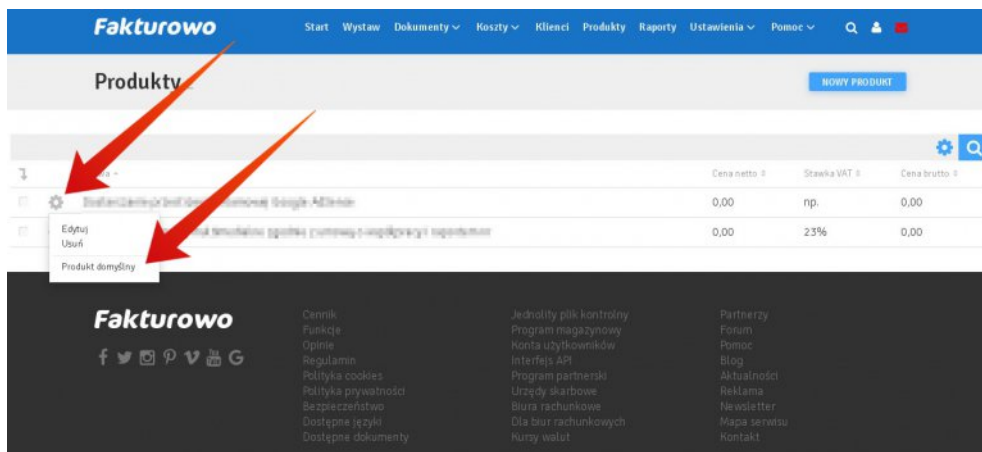 Fakturowo Start Wystaw Dokumenty Koszty Klienci Produkty Raporty Ustawienia Pomoc
Produkty
NOWY PRODUKT
Cena netto Stawka VAT Cena brutto
Google AdSense 0,00 np. 0,00
0,00 23% 0,00
Edytuj
Usuń
Produkt domyślny
Fakturowo
Cennik
Funkcje
Opinie
Regulamin
Polityka cookies
Polityka prywatności
Bezpieczeństwo
Dostępne języki
Dostępne dokumenty
Jednolity plik kontrolny
Program magazynowy
Konta użytkowników
Interfejs API
Program partnerski
Urzędy skarbowe
Biura rachunkowe
Dla biur rachunkowych
Kursy walut
Partnerzy
Forum
Pomoc
Blog
Aktualności
Reklama
Newsletter
Mapa serwisu
Kontakt